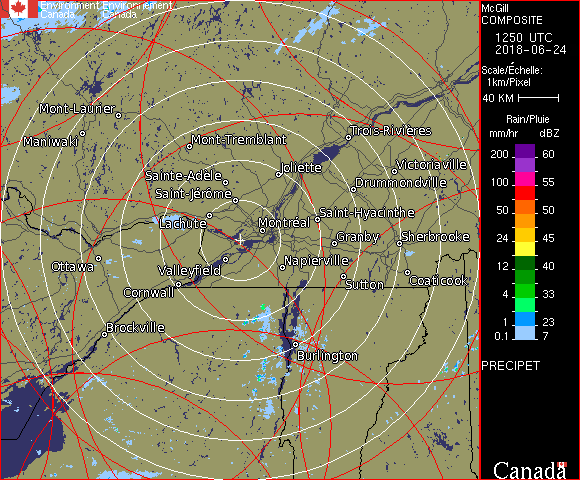 Environment Environnement
Canada Canada
Mont-Laurier
Maniwaki
Mont-Tremblant
Trois-Rivières
Sainte-Adèle
Joliette
Victoriaville
Saint-Jérôme
Drummondville
Lachute
Montréal
Saint-Hyacinthe
Granby
Sherbrooke
Ottawa
Valleyfield
Napierville
Cornwall
Sutton
Coaticook
Brockville
Burlington
McGill
COMPOSITE
1250 UTC
2018-06-24
Scale/Échelle:
1km/Pixel
40 KM
Rain/Pluie
mm/hr dBZ
200 60
100 55
50 50
24 45
12 40
4 33
1 23
0.1 7
PRECIPET
Canada